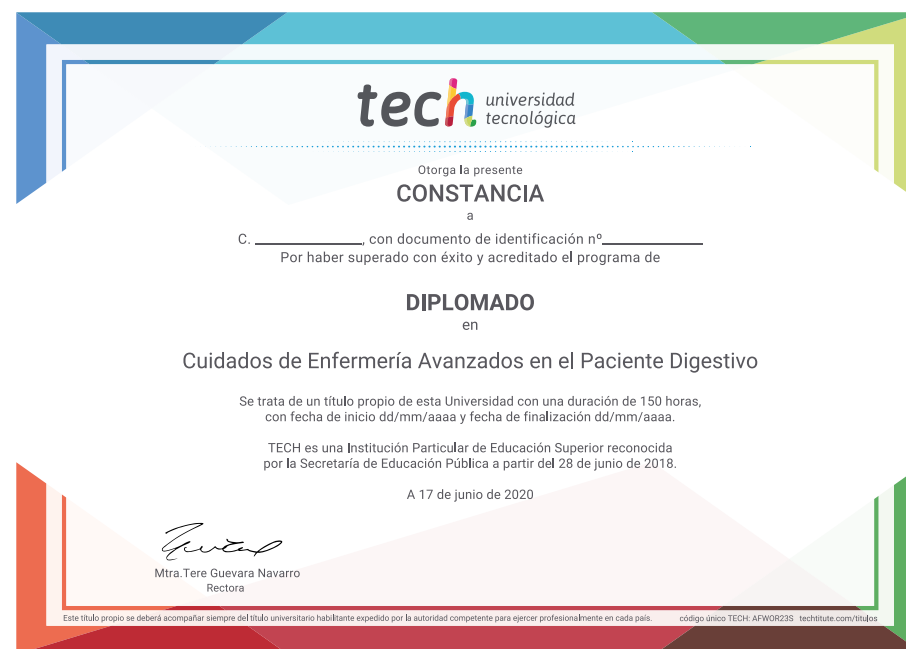 tech universidad
tecnológica
Otorga la presente
CONSTANCIA
a
C. ______________, con documento de identificación nº_____________
Por haber superado con éxito y acreditado el programa de
DIPLOMADO
en
Cuidados de Enfermería Avanzados en el Paciente Digestivo
Se trata de un título propio de esta Universidad con una duración de 150 horas,
con fecha de inicio dd/mm/aaaa y fecha de finalización dd/mm/aaaa.
TECH es una Institución Particular de Educación Superior reconocida
por la Secretaría de Educación Pública a partir del 28 de junio de 2018.
A 17 de junio de 2020
Mtra.Tere Guevara Navarro
Rectora
Este título propio se deberá acompañar siempre del título universitario habilitante expedido por la autoridad competente para ejercer profesionalmente en cada país. código único TECH: AFWOR23S techtitute.com/titulos